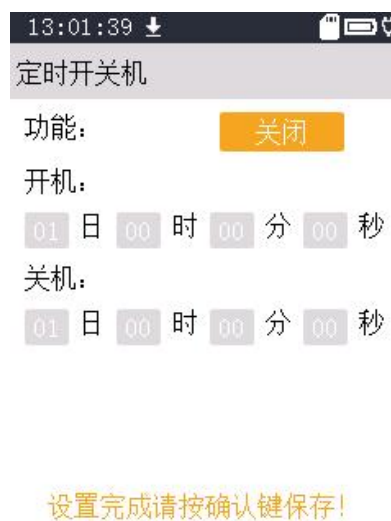 13:01:39
定时开关机
功能：
关闭
开机：
01 日 00 时 00 分 00 秒
关机：
01 日 00 时 00 分 00 秒
设置完成请按确认键保存！